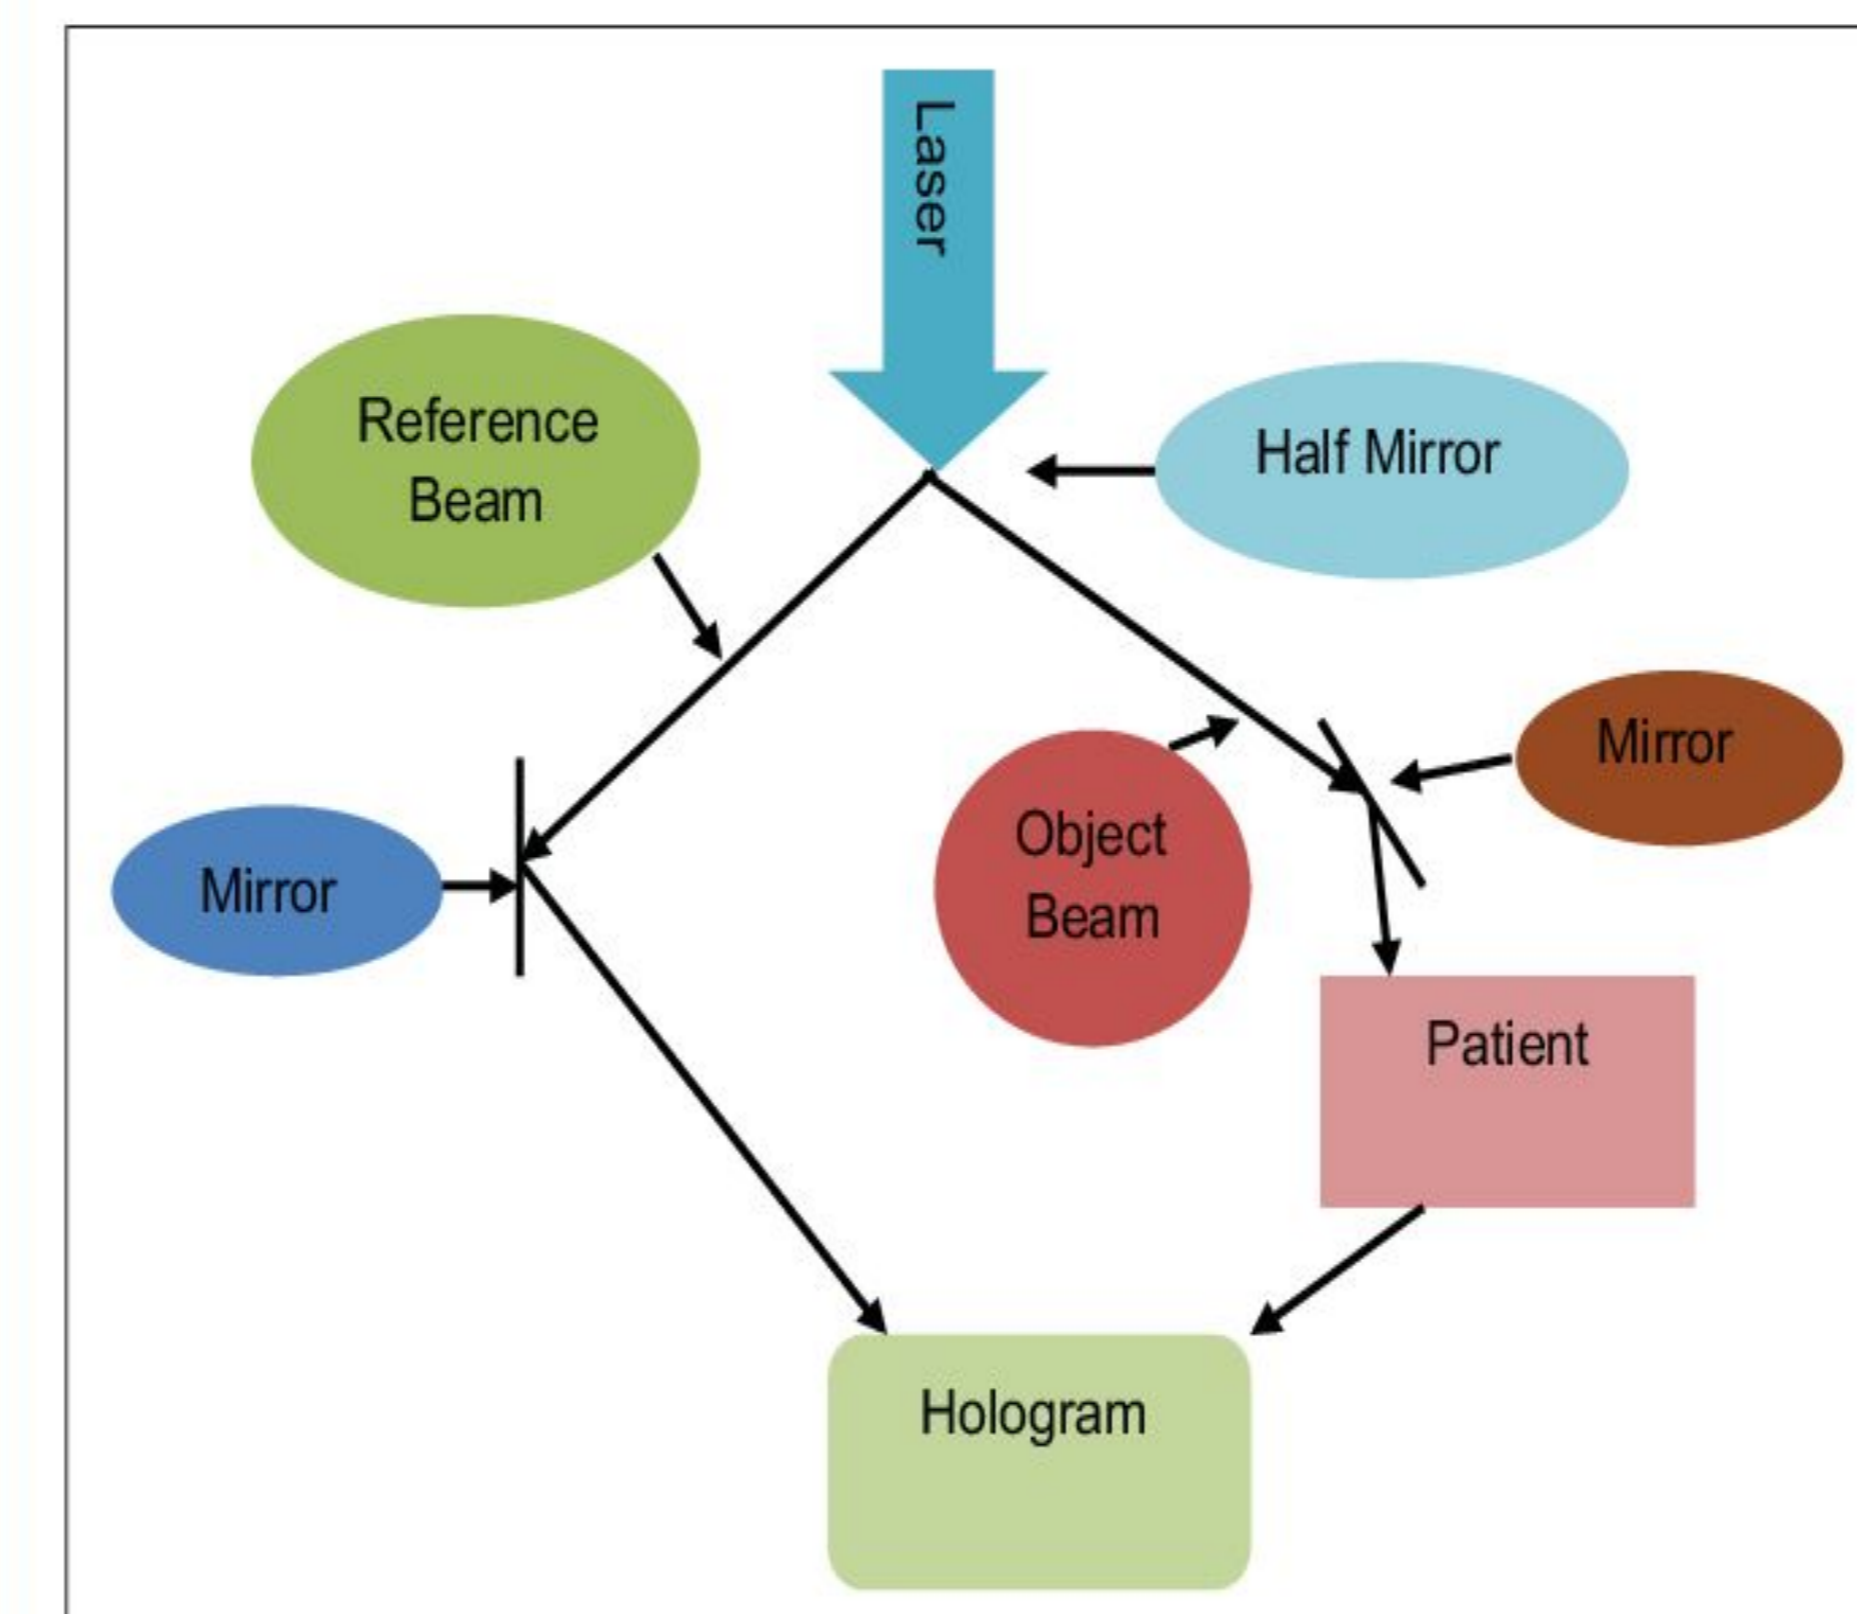 Laser
Reference
Beam
Half Mirror
Mirror
Object
Beam
Mirror
Patient
Hologram